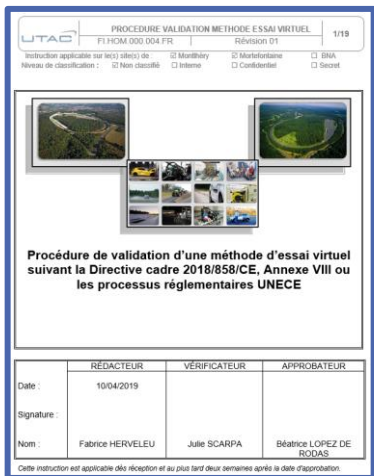 UTAC
PROCEDURE VALIDATION METHODE ESSAI VIRTUEL
FI.HOM.000.004.FR Révision 01
1/19
Instruction applicable sur le(s) site(s) de : ☑ Montlhéry ☑ Mortefontaine ☐ BNA
Niveau de classification : ☑ Non classifié ☐ Interne ☐ Confidentiel ☐ Secret
Procédure de validation d'une méthode d'essai virtuel
suivant la Directive cadre 2018/858/CE, Annexe VIII ou
les processus réglementaires UNECE
RÉDACTEUR VÉRIFICATEUR APPROBATEUR
Date : 10/04/2019
Signature :
Nom : Fabrice HERVELEU Julie SCARPA Béatrice LOPEZ DE
RODAS
Cette instruction est applicable dès réception et au plus tard deux semaines après la date d'approbation.